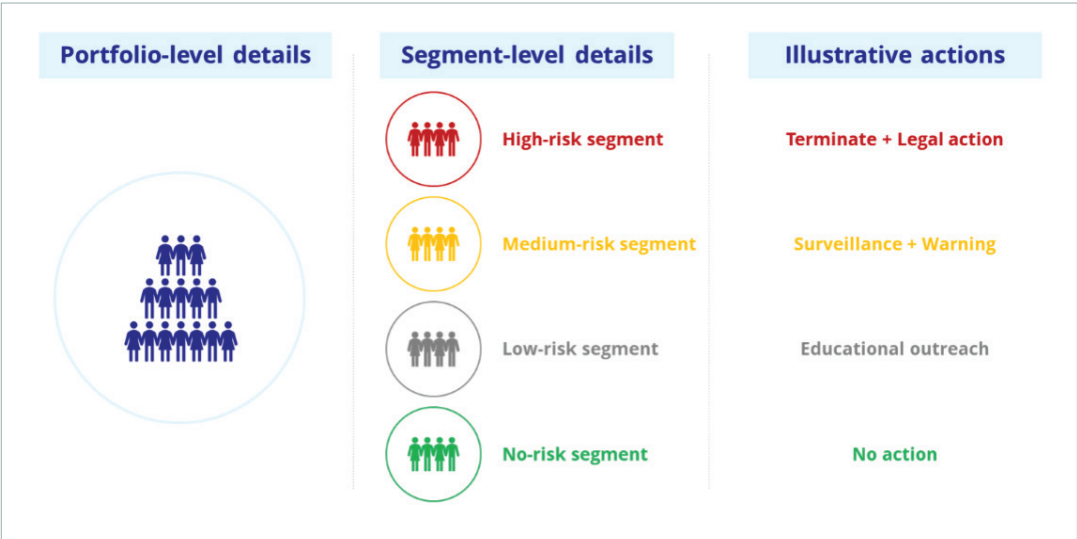 Portfolio-level details
Segment-level details
Illustrative actions
High-risk segment
Terminate + Legal action
Medium-risk segment
Surveillance + Warning
Low-risk segment
Educational outreach
No-risk segment
No action